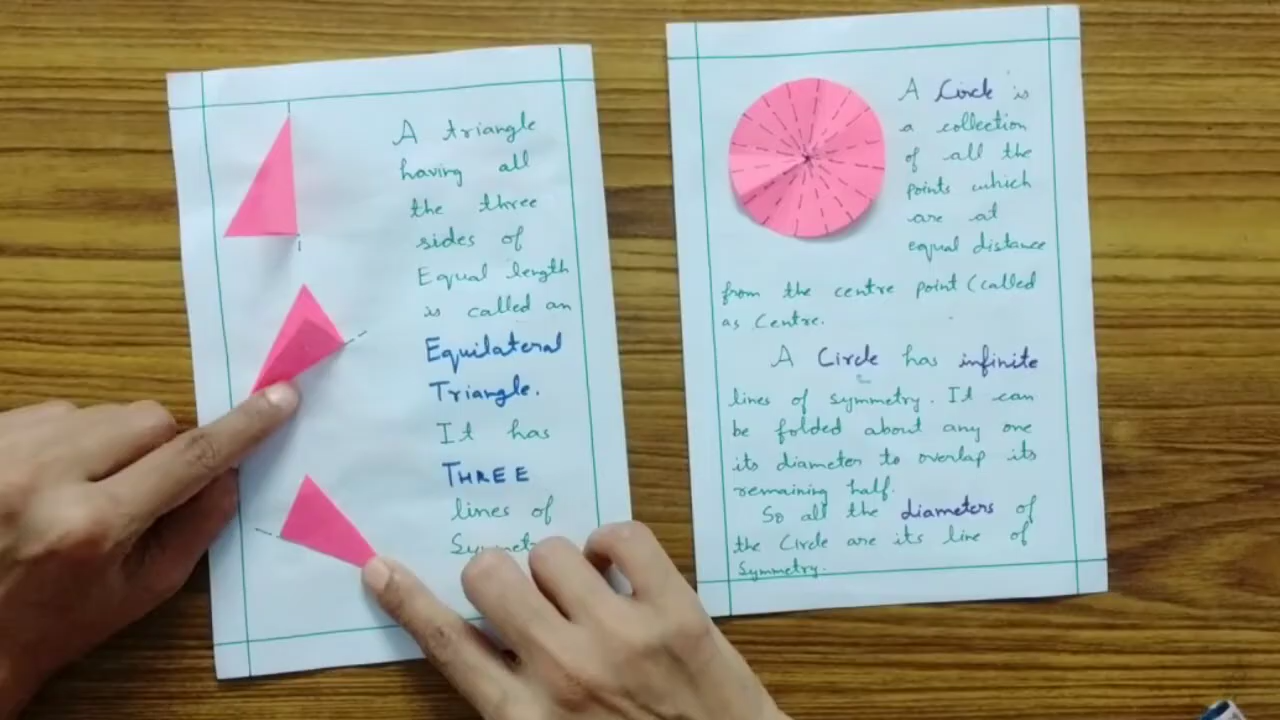 A triangle
having all
the three
sides of
Equal length
is called an
Equilateral
Triangle.
It has
THREE
lines of
Symmetry
A Circle is
a collection
of all the
points which
are at
equal distance
from the centre point (called
as Centre.
A Circle has infinite
lines of symmetry. It can
be folded about any one
its diameter to overlap its
remaining half.
So all the diameters of
the Circle are its line of
Symmetry.